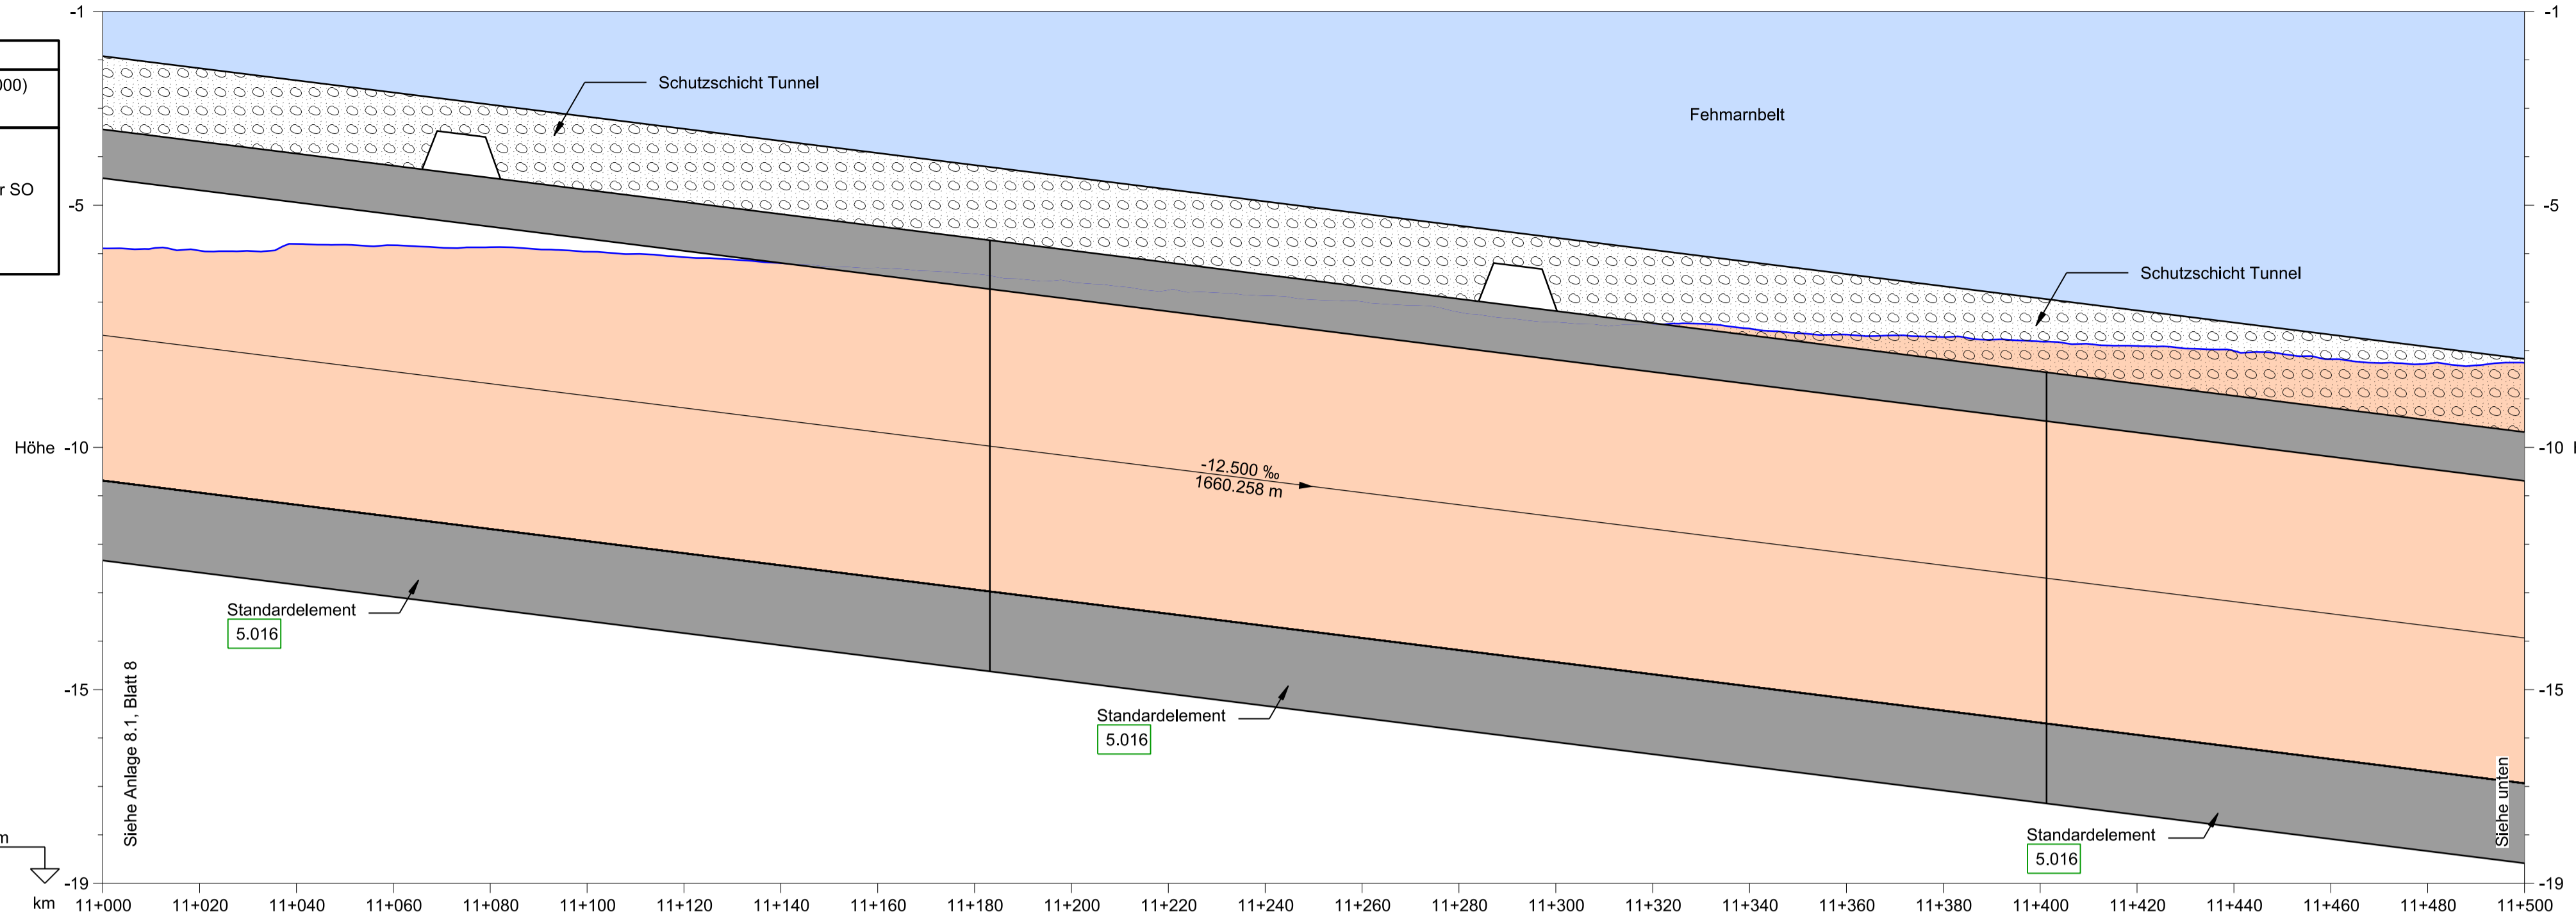 -1
-1
000)
Schutzschicht Tunnel
Fehmarnbelt
r SO
-5
-5
Schutzschicht Tunnel
Höhe -10
-10
-12.500 ‰
1660.258 m
Standardelement
5.016
Siehe Anlage 8.1, Blatt 8
-15
-15
Standardelement
5.016
Siehe unten
Standardelement
5.016
m
-19
-19
km 11+000 11+020 11+040 11+060 11+080 11+100 11+120 11+140 11+160 11+180 11+200 11+220 11+240 11+260 11+280 11+300 11+320 11+340 11+360 11+380 11+400 11+420 11+440 11+460 11+480 11+500